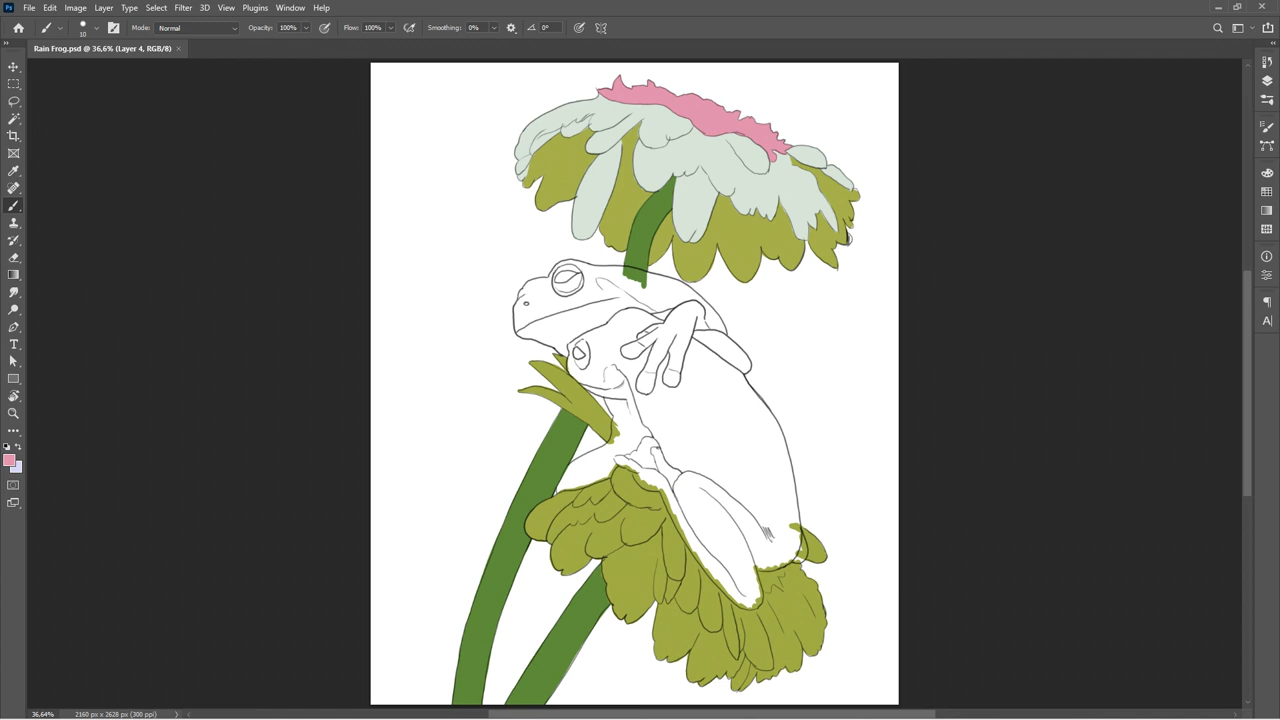 Ps File Edit Image Layer Type Select Filter 3D View Plugins Window Help
10 Mode: Normal Opacity: 100% Flow: 100% Smoothing: 0% 0°
Rain Frog.psd @ 36,6% (Layer 4, RGB/8)
36,64% 2160 px x 2628 px (300 ppi)